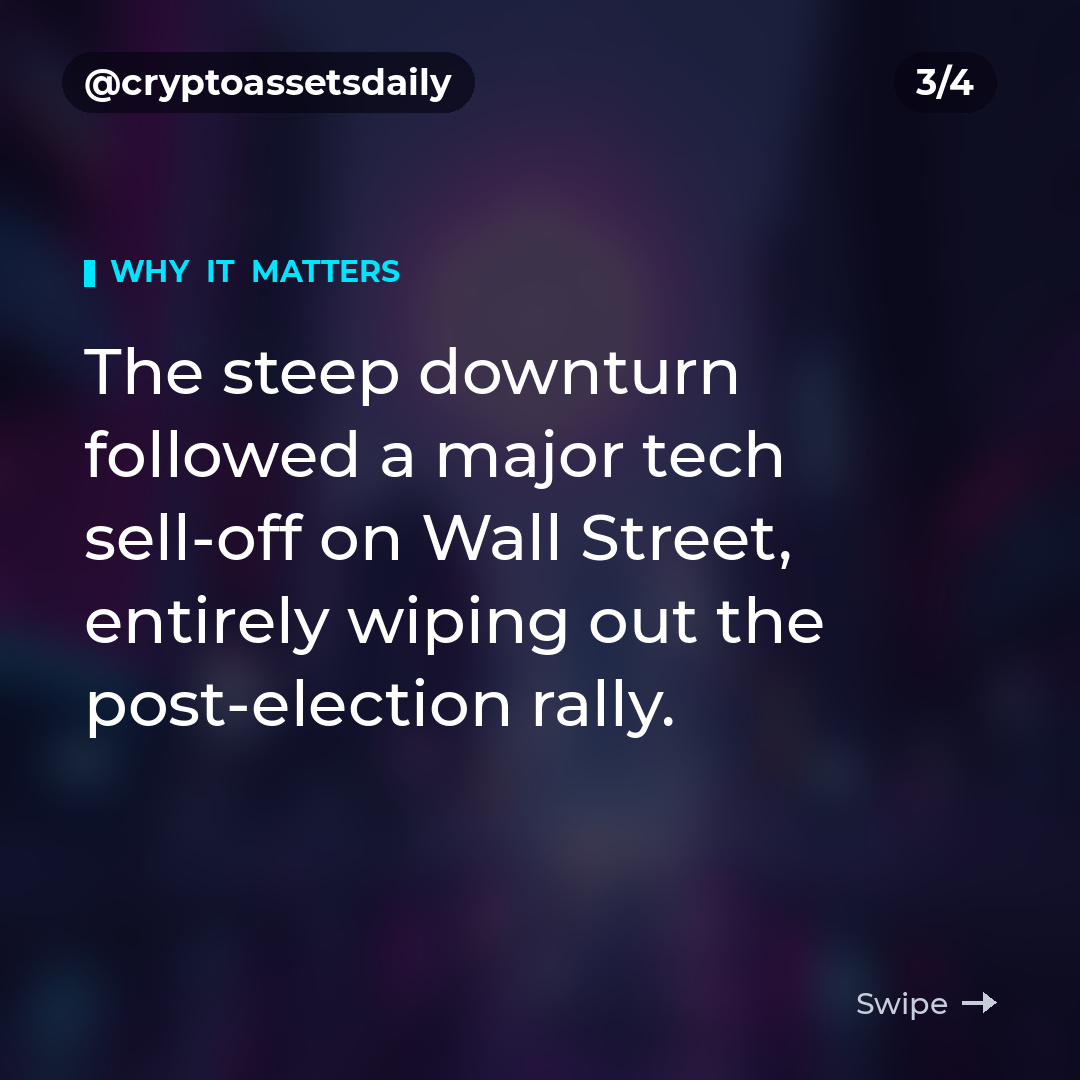 @cryptoassetsdaily
3/4
WHY IT MATTERS
The steep downturn
followed a major tech
sell-off on Wall Street,
entirely wiping out the
post-election rally.
Swipe